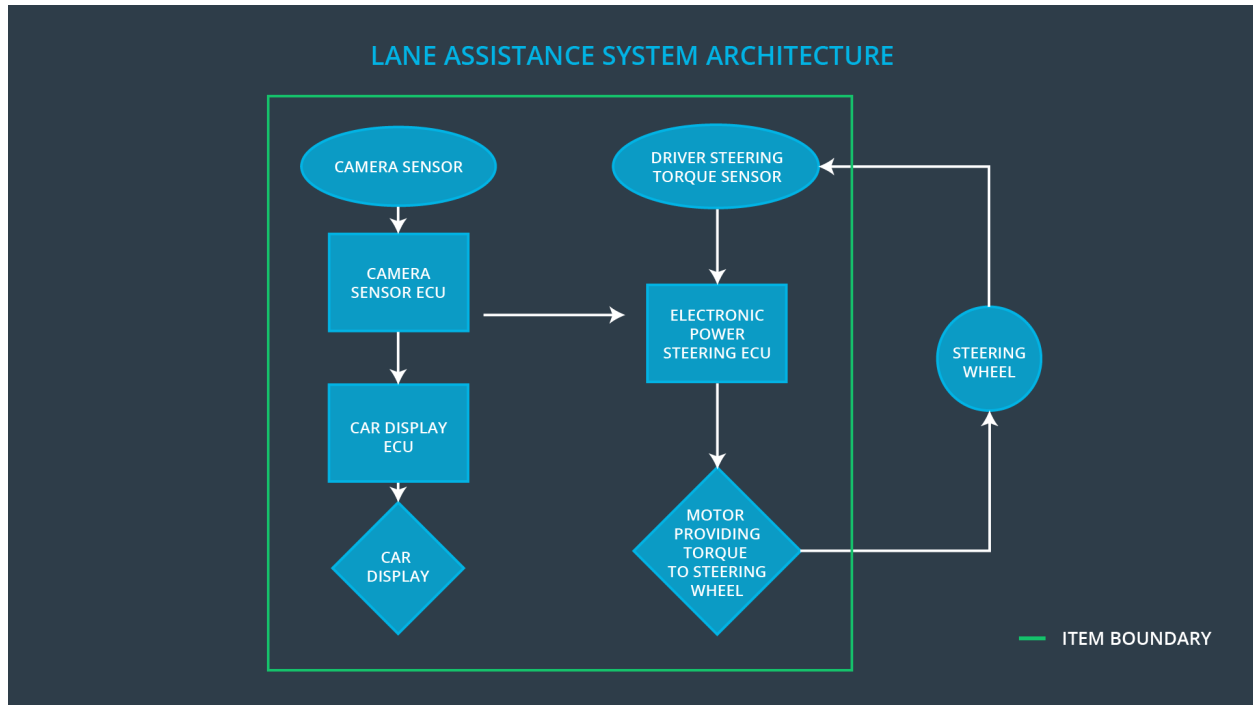 LANE ASSISTANCE SYSTEM ARCHITECTURE
CAMERA SENSOR
DRIVER STEERING
TORQUE SENSOR
CAMERA
SENSOR ECU
ELECTRONIC
POWER
STEERING ECU
STEERING
WHEEL
CAR DISPLAY
ECU
CAR
DISPLAY
MOTOR
PROVIDING
TORQUE
TO STEERING
WHEEL
ITEM BOUNDARY